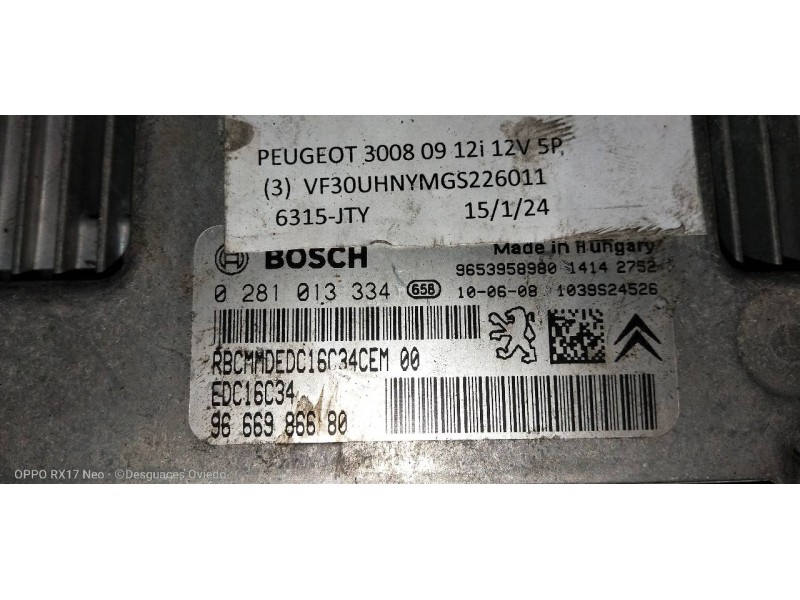 PEUGEOT 3008 09 12i 12V 5P,
(3) VF30UHNYMGS226011
6315-JTY 15/1/24
BOSCH Made in Hungary
9653958980 1414 2752
0 281 013 334 65B 10-06-08 1039S24526
RBCMMDEDC16C34CEM 00
EDC16C34
96 669 866 80
OPPO RX17 Neo - ©Desguaces Oviedo